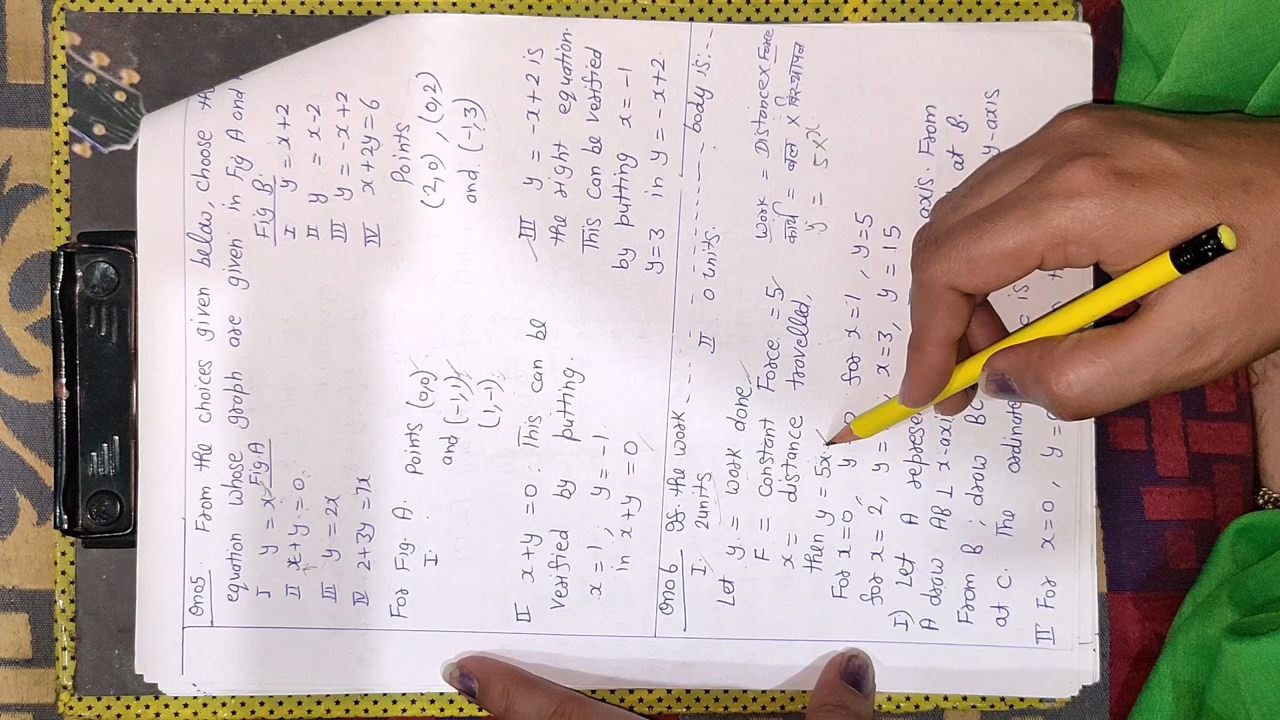 Qno5. From the choices given below, choose the
equation whose graph are given in Fig A and
Fig A
I y = x
II x+y = 0
III y = 2x
IV 2+3y = 7x
Fig B
I y = x+2
II y = x-2
III y = -x+2
IV x+2y = 6
For Fig. A. Points (0,0)
I. and (-1,1)
(1,-1)
Points
(2,0), (0,2)
and (-1,3)
II x+y = 0: This can be
verified by putting.
x = 1, y = -1
in x+y = 0
III y = -x+2 is
the right equation.
This can be verified
by putting x = -1
y=3 in y = -x+2
Qno6 If the work ---- body is:--
I. 2units II 0 units.
Let y = work done
F = Constant Force = 5
x = distance travelled,
then y = 5x
Work = Distance x Force
कार्य = बल x विस्थापन
y = 5xx
For x=0 y for x=1, y=5
for x=2, y = x=3, y=15
I) Let A axis. From
A draw AB ⊥ x-axis at B.
From B, draw BC y-axis
at C. The ordinate is
II For x=0, y=